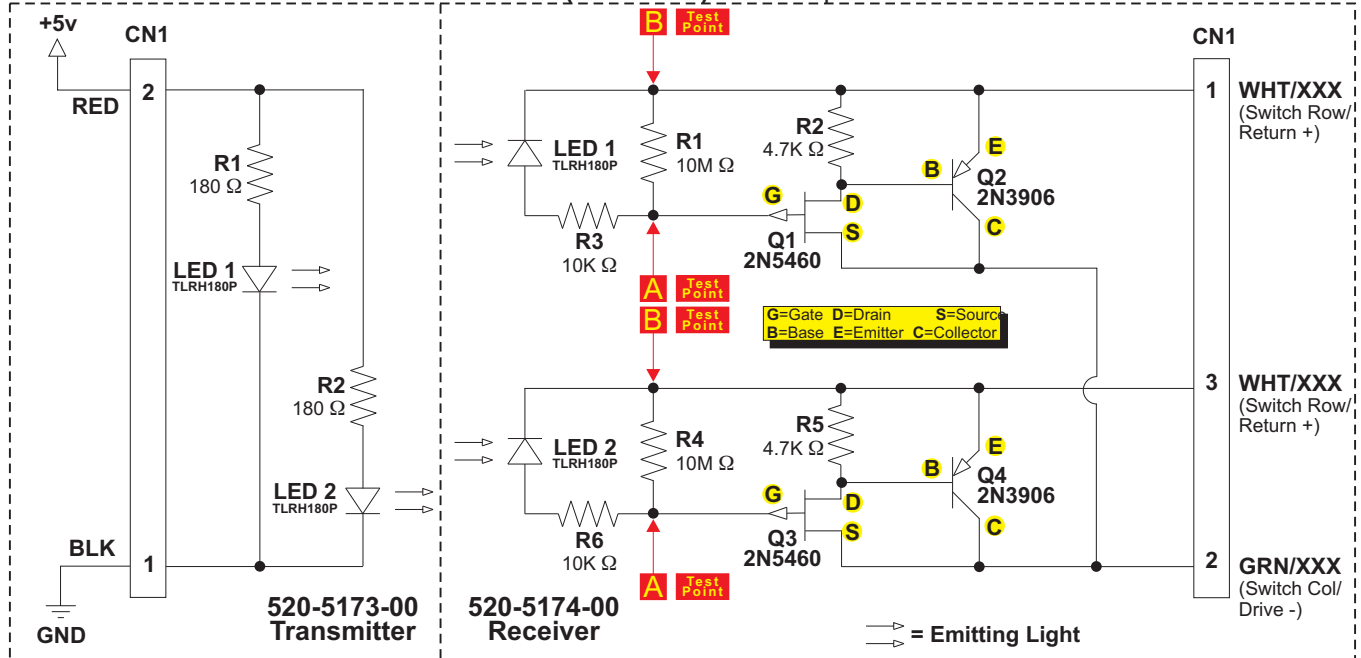 B Test Point
+5v
CN1
RED
2
R1
180 Ω
LED 1
TLRH180P
R2
180 Ω
LED 2
TLRH180P
BLK
1
GND
520-5173-00
Transmitter
LED 1
TLRH180P
R1
10M Ω
R3
10K Ω
A Test Point
R2
4.7K Ω
G
D
S
Q1
2N5460
B
E
Q2
2N3906
C
G=Gate D=Drain S=Source
B=Base E=Emitter C=Collector
B Test Point
LED 2
TLRH180P
R4
10M Ω
R6
10K Ω
A Test Point
R5
4.7K Ω
G
D
S
Q3
2N5460
B
E
Q4
2N3906
C
520-5174-00
Receiver
= Emitting Light
CN1
1
WHT/XXX
(Switch Row/
Return +)
3
WHT/XXX
(Switch Row/
Return +)
2
GRN/XXX
(Switch Col/
Drive -)